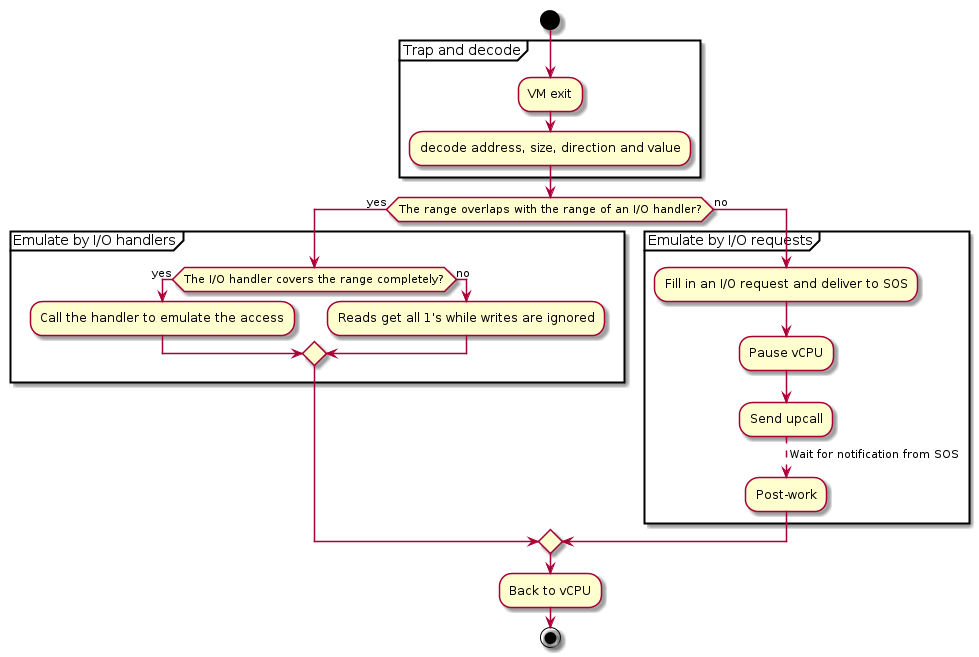 Trap and decode
VM exit
decode address, size, direction and value
The range overlaps with the range of an I/O handler?
yes
no
Emulate by I/O handlers
The I/O handler covers the range completely?
yes
no
Call the handler to emulate the access
Reads get all 1's while writes are ignored
Emulate by I/O requests
Fill in an I/O request and deliver to SOS
Pause vCPU
Send upcall
Wait for notification from SOS
Post-work
Back to vCPU